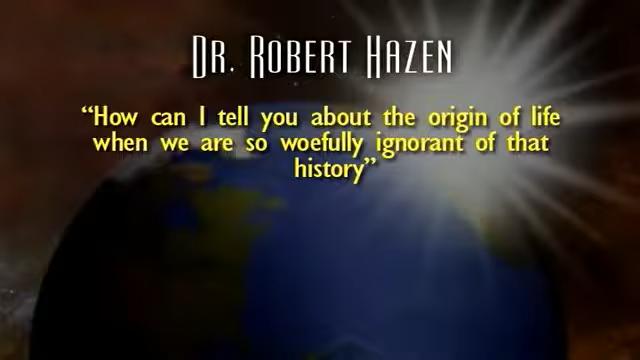 DR. ROBERT HAZEN
“How can I tell you about the origin of life
when we are so woefully ignorant of that
history”